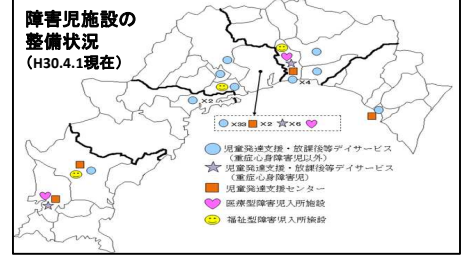 障害児施設の
整備状況
（H30.4.1現在）
×4
×2
×33 ×2 ×6
児童発達支援・放課後等デイサービス
（重症心身障害児以外）
児童発達支援・放課後等デイサービス
（重症心身障害児）
児童発達支援センター
医療型障害児入所施設
福祉型障害児入所施設